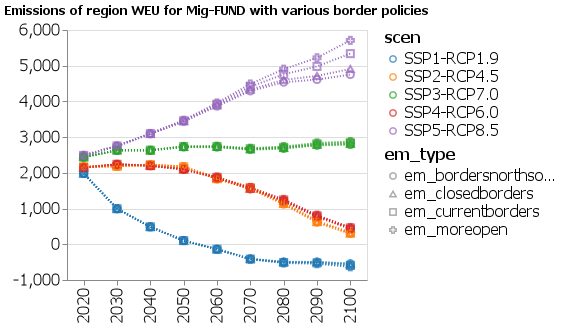 Emissions of region WEU for Mig-FUND with various border policies
6,000
5,000
4,000
3,000
2,000
1,000
0
-1,000
2020
2030
2040
2050
2060
2070
2080
2090
2100
scen
SSP1-RCP1.9
SSP2-RCP4.5
SSP3-RCP7.0
SSP4-RCP6.0
SSP5-RCP8.5
em_type
em_bordersnorthso...
em_closedborders
em_currentborders
em_moreopen